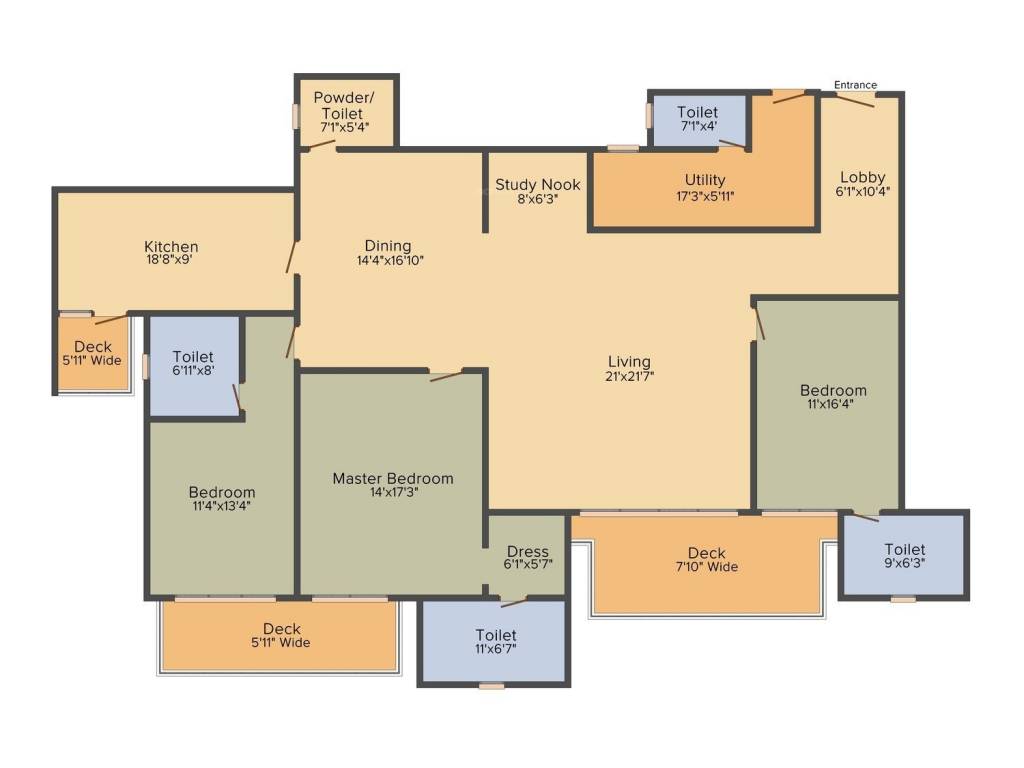 Entrance
Powder/
Toilet
7'1"x5'4"
Toilet
7'1"x4'
Utility
17'3"x5'11"
Lobby
6'1"x10'4"
Study Nook
8'x6'3"
Kitchen
18'8"x9'
Dining
14'4"x16'10"
Deck
5'11" Wide
Toilet
6'11"x8'
Living
21'x21'7"
Bedroom
11'x16'4"
Bedroom
11'4"x13'4"
Master Bedroom
14'x17'3"
Dress
6'1"x5'7"
Deck
7'10" Wide
Toilet
9'x6'3"
Deck
5'11" Wide
Toilet
11'x6'7"